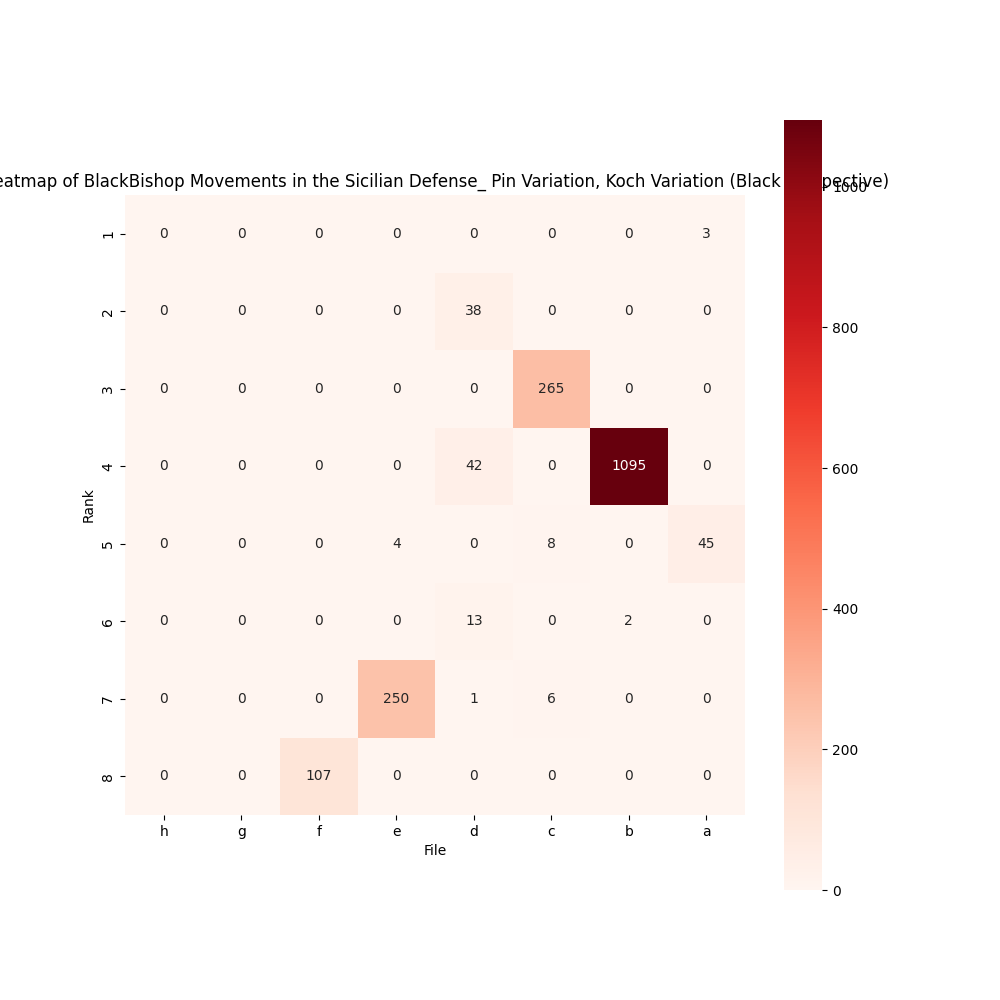 eatmap of BlackBishop Movements in the Sicilian Defense_ Pin Variation, Koch Variation (Black pective)
1 0 0 0 0 0 0 0 3
2 0 0 0 0 38 0 0 0
3 0 0 0 0 0 265 0 0
4 0 0 0 0 42 0 1095 0
5 0 0 0 4 0 8 0 45
6 0 0 0 0 13 0 2 0
7 0 0 0 250 1 6 0 0
8 0 0 107 0 0 0 0 0
h g f e d c b a
File
Rank
1000
800
600
400
200
0